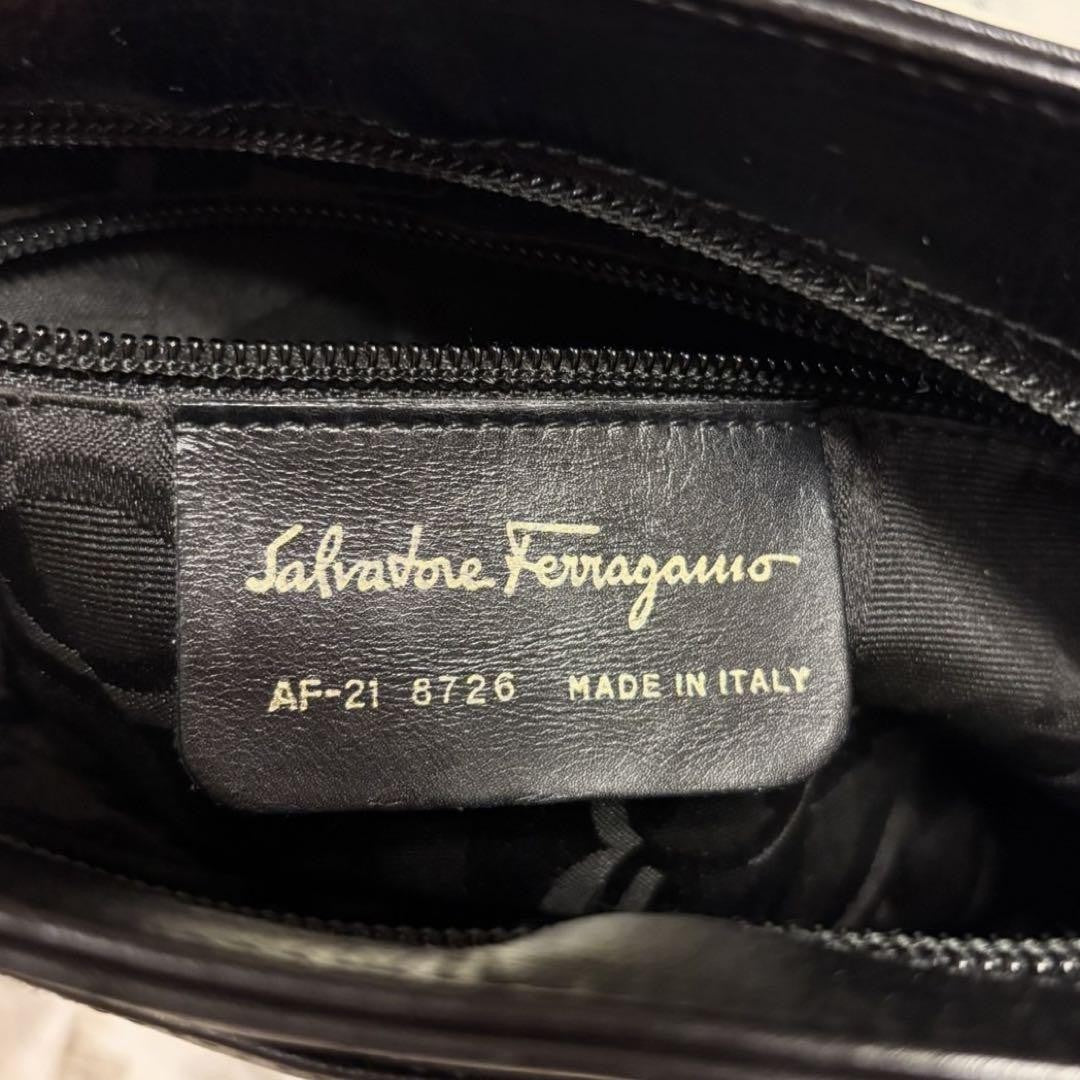 Salvatore Ferragamo
AF-21 8726 MADE IN ITALY